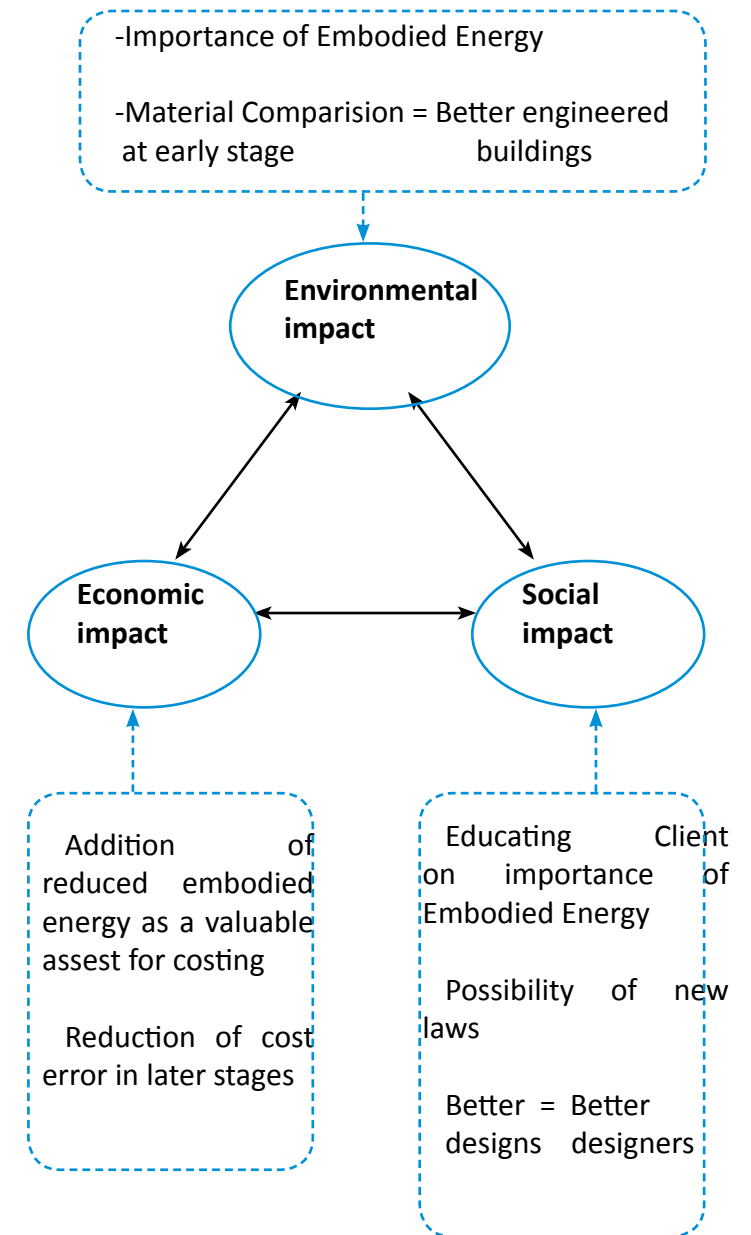 -Importance of Embodied Energy
-Material Comparision = Better engineered
at early stage buildings
Environmental
impact
Economic
impact
Social
impact
Addition of
reduced embodied
energy as a valuable
assest for costing
Reduction of cost
error in later stages
Educating Client
on importance of
Embodied Energy
Possibility of new
laws
Better = Better
designs designers